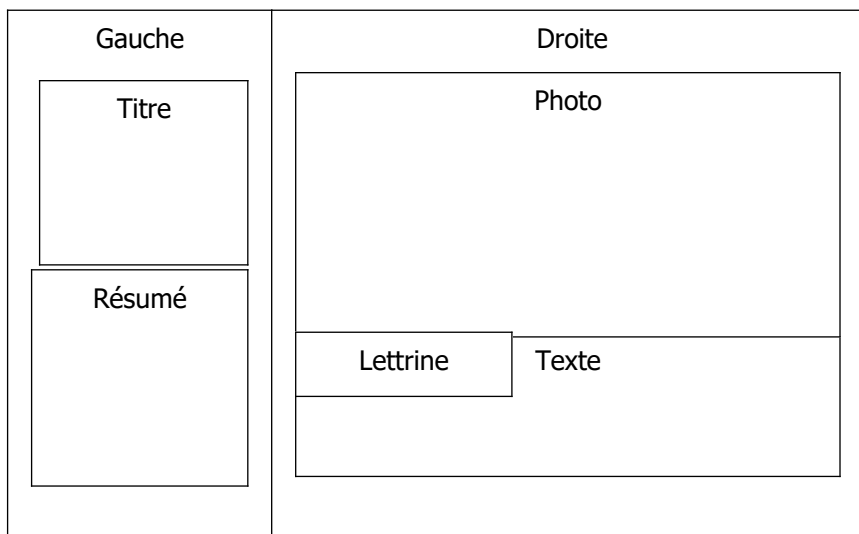 Gauche
Titre
Résumé
Droite
Photo
Lettrine
Texte